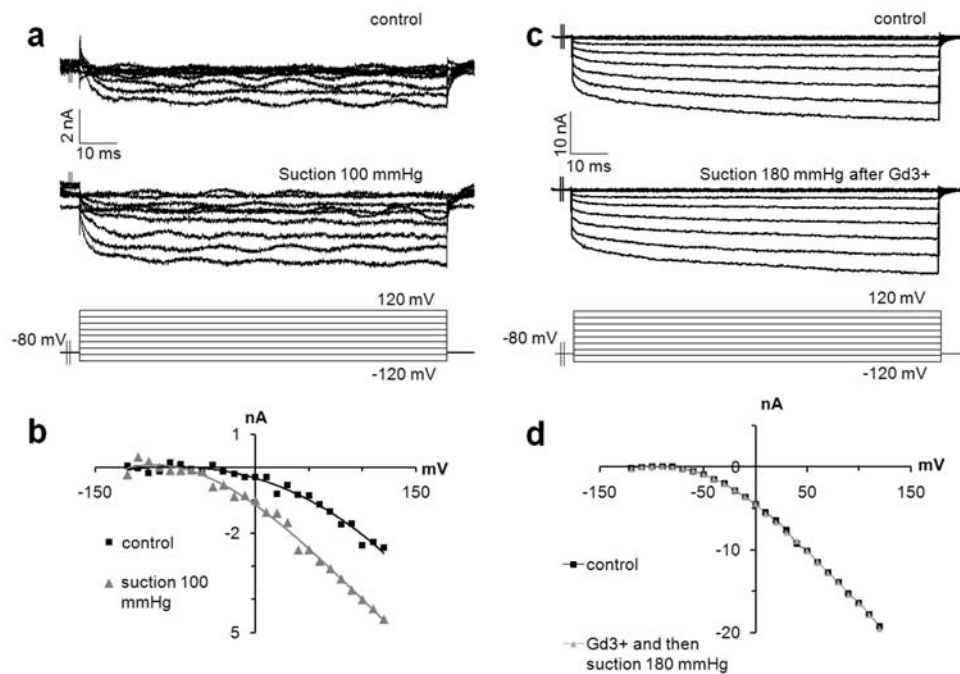 a
control
2 nA
10 ms
Suction 100 mmHg
120 mV
-80 mV
-120 mV
c
control
10 nA
10 ms
Suction 180 mmHg after Gd3+
120 mV
-80 mV
-120 mV
b
nA
1
mV
-150
150
-2
5
control
suction 100
mmHg
d
nA
mV
0
-150
-100
-50
0
50
100
150
-10
-20
control
Gd3+ and then
suction 180 mmHg